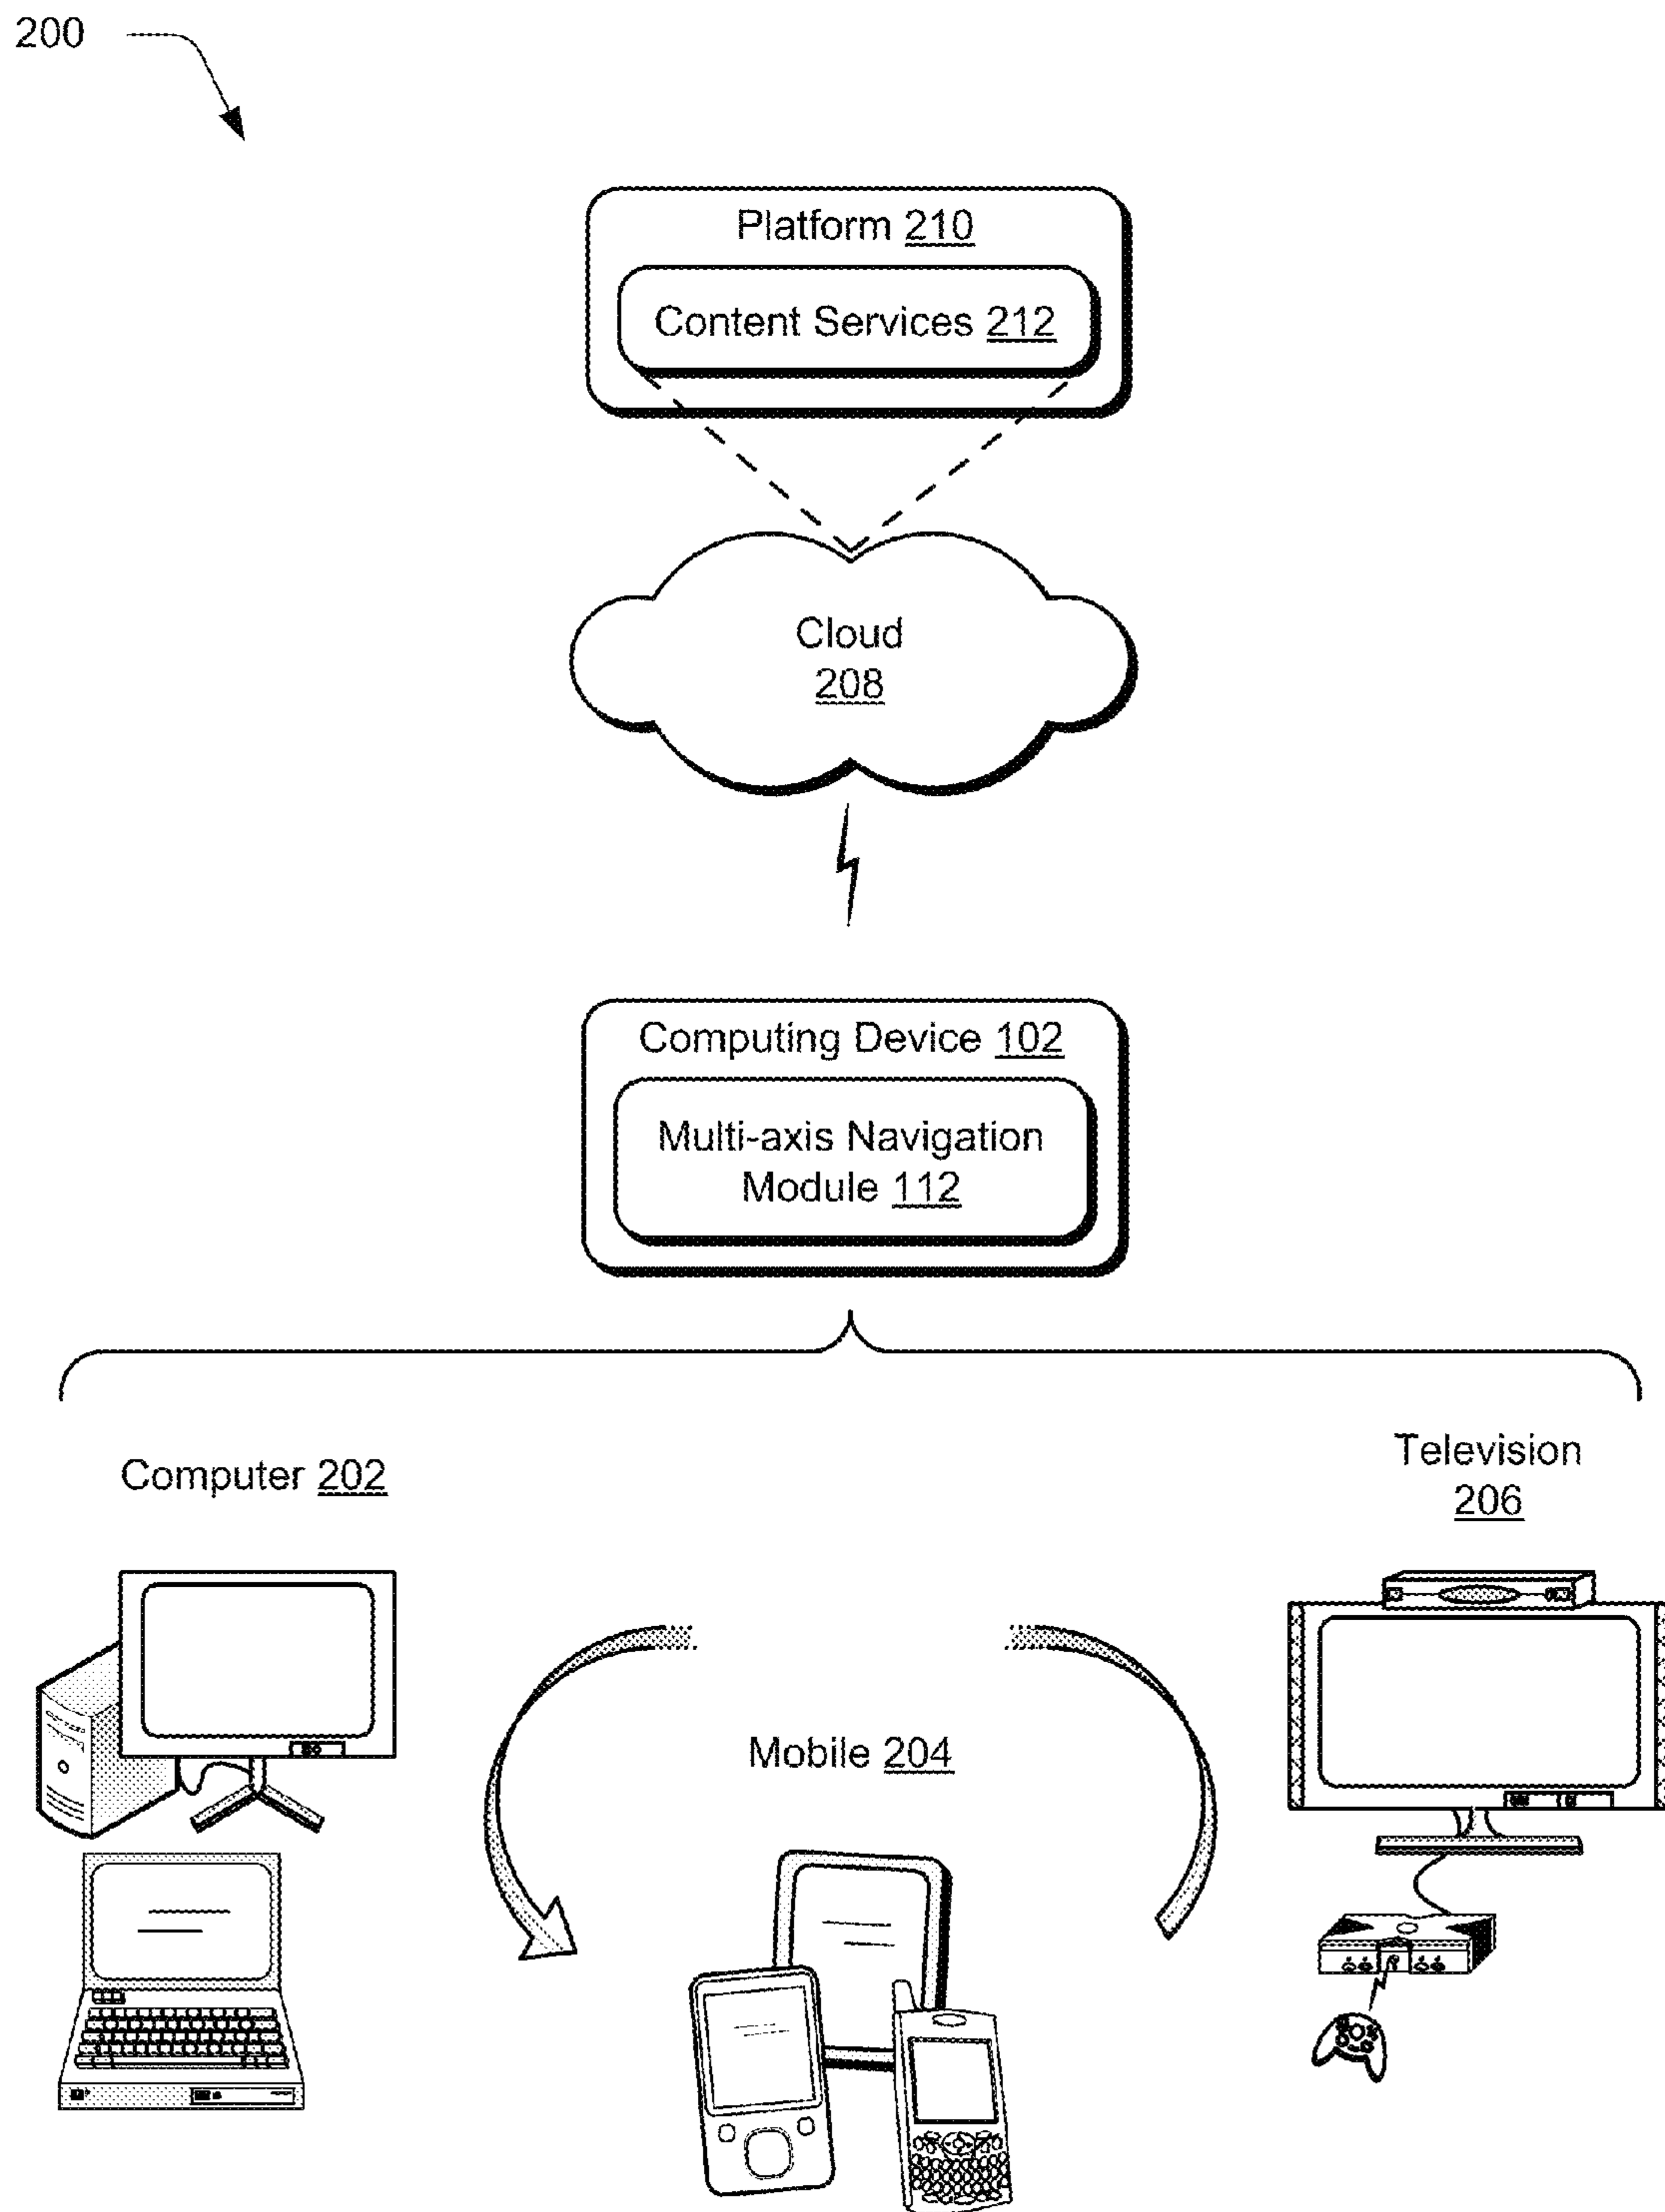 200
Platform 210
Content Services 212
Cloud
208
Computing Device 102
Multi-axis Navigation
Module 112
Computer 202
Television
206
Mobile 204